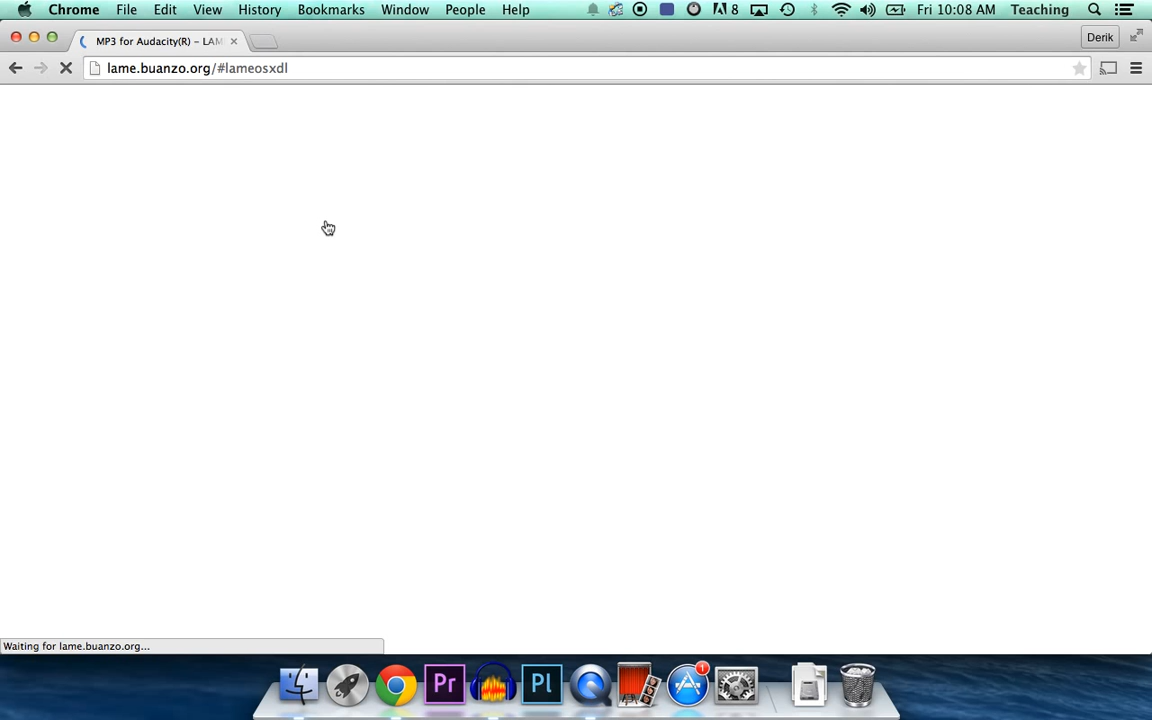 Chrome File Edit View History Bookmarks Window People Help 8 Fri 10:08 AM Teaching
MP3 for Audacity(R) – LAM
Derik
lame.buanzo.org/#lameosxdl
Waiting for lame.buanzo.org...
Pr Pl 1